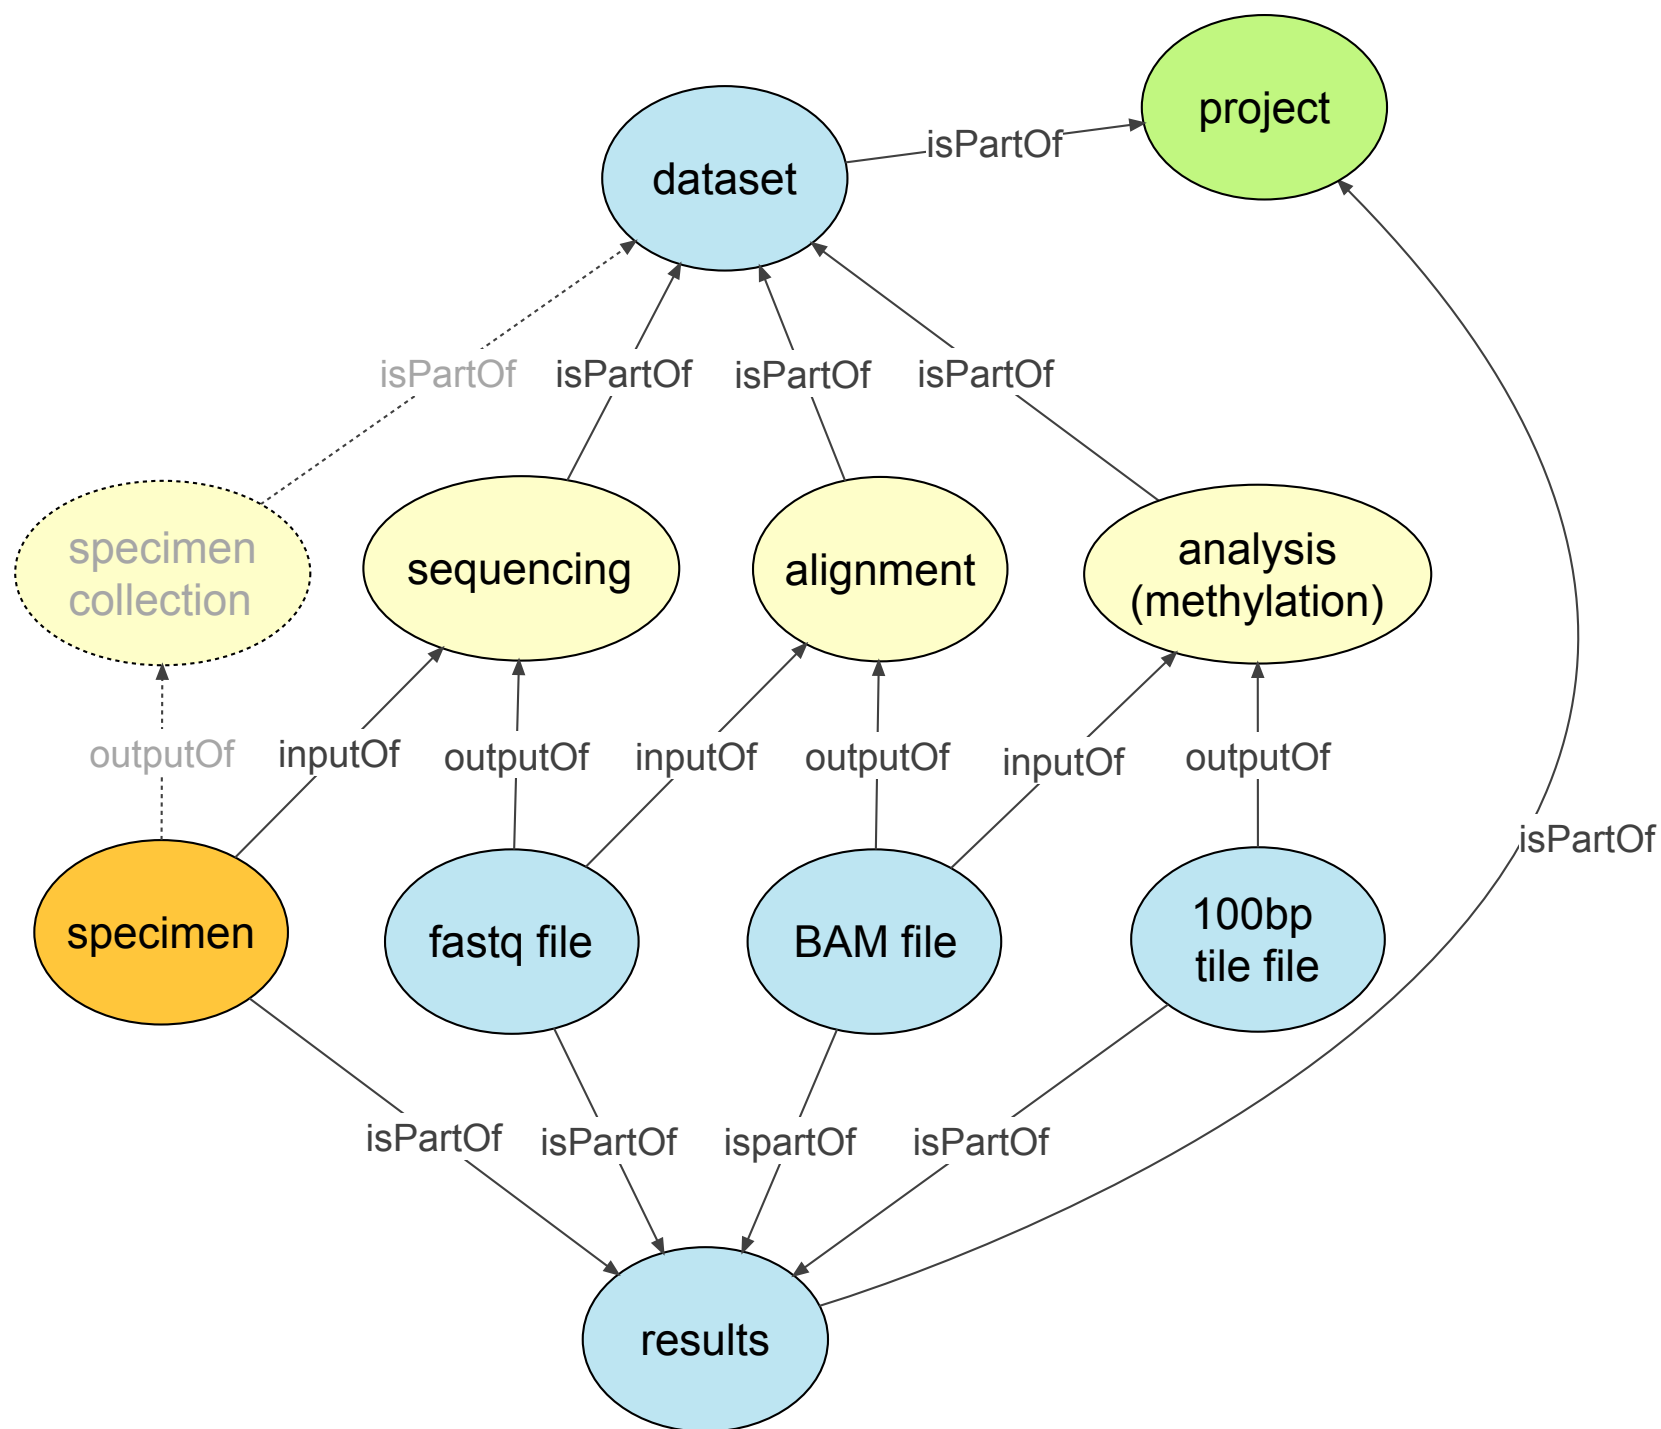 project
isPartOf
dataset
isPartOf
isPartOf
isPartOf
isPartOf
specimen
collection
sequencing
alignment
analysis
(methylation)
outputOf
inputOf
outputOf
inputOf
outputOf
inputOf
outputOf
isPartOf
specimen
fastq file
BAM file
100bp
tile file
isPartOf
isPartOf
ispartOf
isPartOf
results